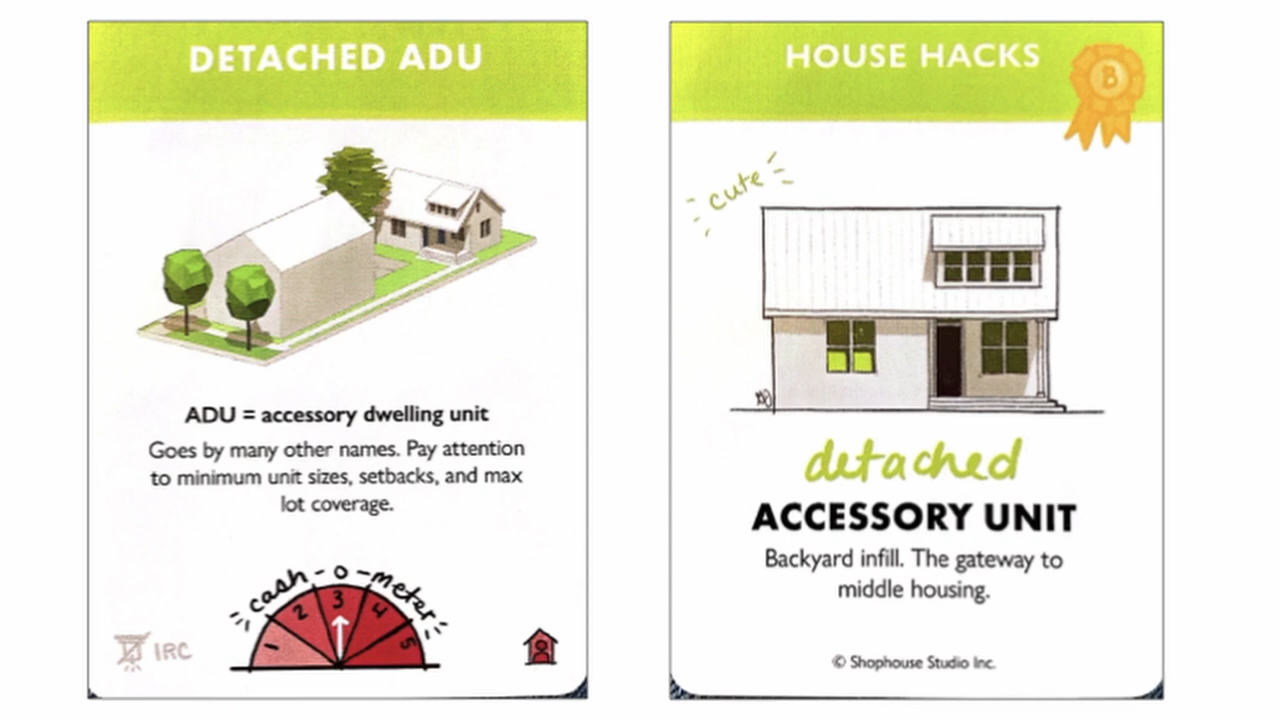 DETACHED ADU
ADU = accessory dwelling unit
Goes by many other names. Pay attention
to minimum unit sizes, setbacks, and max
lot coverage.
cash-o-meter
1 2 3 4 5
IRC
HOUSE HACKS
B
cute
detached
ACCESSORY UNIT
Backyard infill. The gateway to
middle housing.
© Shophouse Studio Inc.